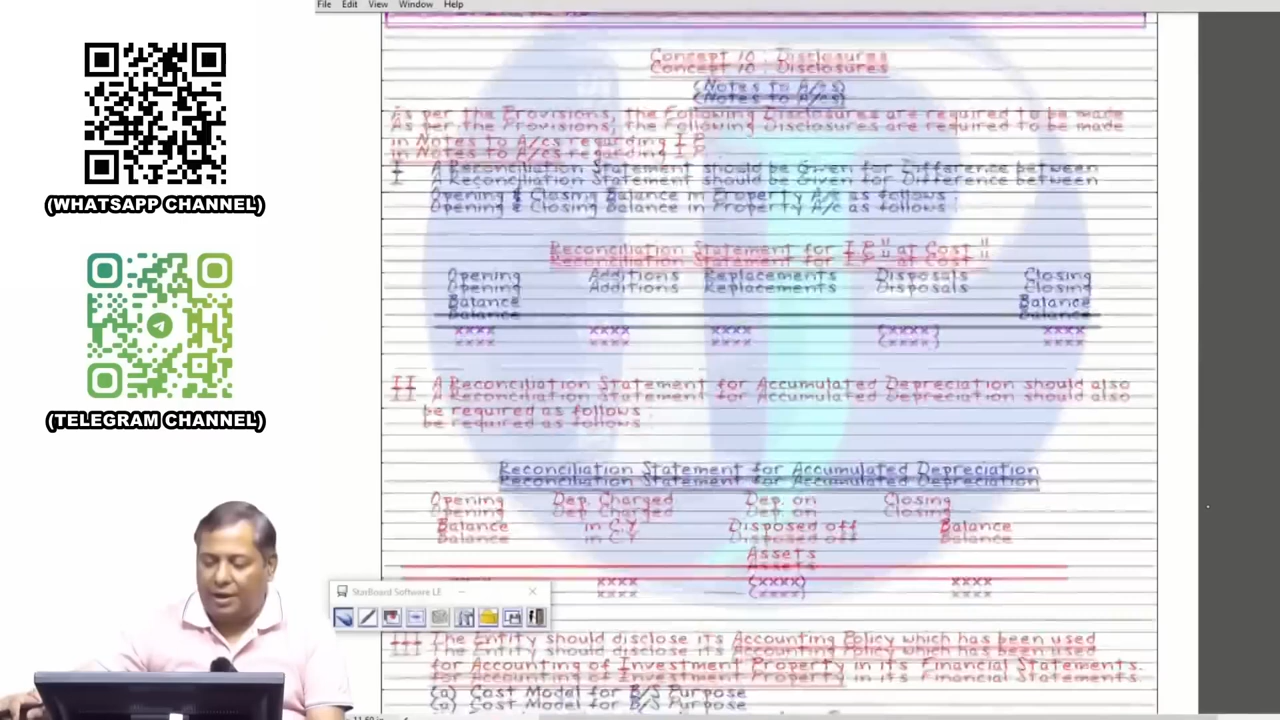 File Edit View Window Help
Concept 10 : Disclosures
(Notes to A/cs)
As per the Provisions, the Following Disclosures are required to be made
in Notes to A/cs regarding I.P.
I A Reconciliation Statement should be Given for Difference between
Opening & Closing Balance in Property A/c as follows :
Reconciliation Statement for I.P "at Cost"
Opening Additions Replacements Disposals Closing
Balance Balance
xxxx xxxx xxxx (xxxx) xxxx
II A Reconciliation Statement for Accumulated Depreciation should also
be required as follows :
Reconciliation Statement for Accumulated Depreciation
Opening Dep. Charged Dep. on Closing
Balance in C.Y Disposed off Balance
Assets
xxxx (xxxx) xxxx
III The Entity should disclose its Accounting Policy which has been used
for Accounting of Investment Property in its Financial Statements.
(a) Cost Model for B/S Purpose
StarBoard Software LE
(WHATSAPP CHANNEL)
(TELEGRAM CHANNEL)